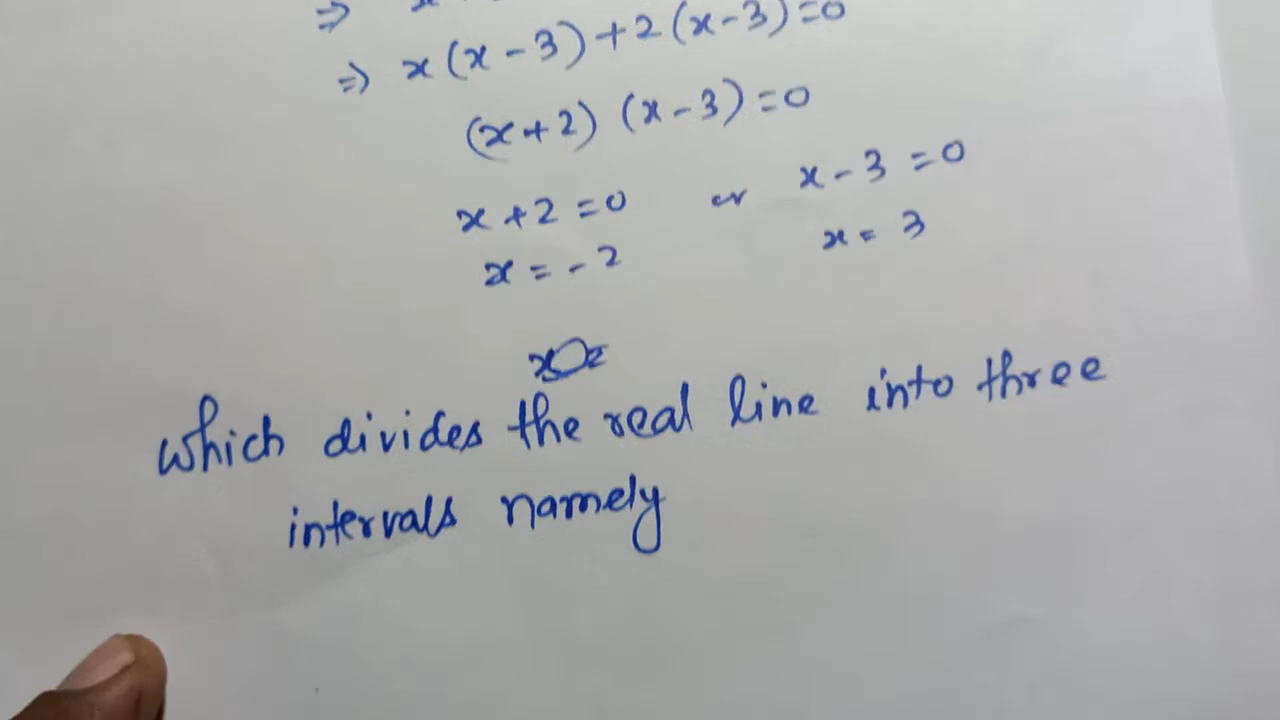 ⇒ x
⇒ x(x-3)+2(x-3)=0
(x+2) (x-3)=0
x+2=0 or x-3=0
x=-2 x=3
which divides the real line into three
intervals namely